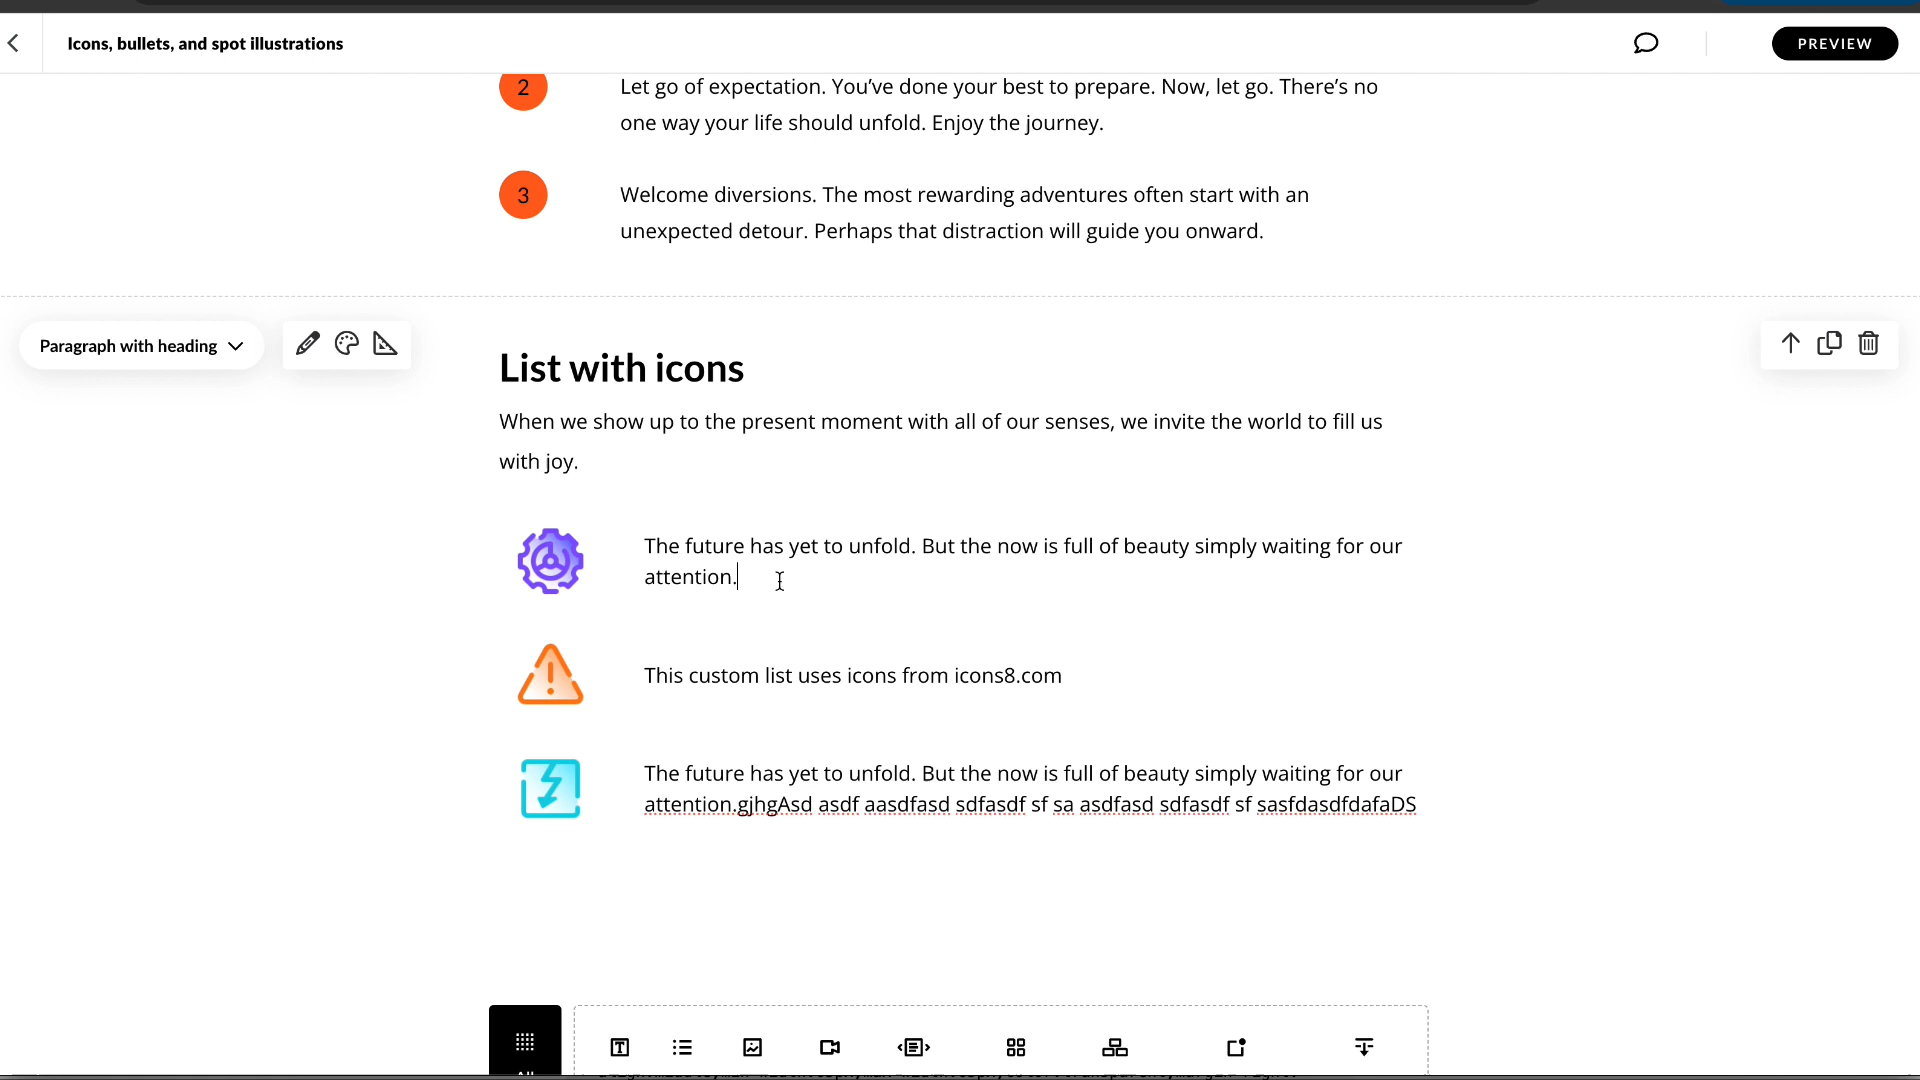 Icons, bullets, and spot illustrations
PREVIEW
2
Let go of expectation. You’ve done your best to prepare. Now, let go. There’s no
one way your life should unfold. Enjoy the journey.
3
Welcome diversions. The most rewarding adventures often start with an
unexpected detour. Perhaps that distraction will guide you onward.
Paragraph with heading
List with icons
When we show up to the present moment with all of our senses, we invite the world to fill us
with joy.
The future has yet to unfold. But the now is full of beauty simply waiting for our
attention.
This custom list uses icons from icons8.com
The future has yet to unfold. But the now is full of beauty simply waiting for our
attention.gjhgAsd asdf aasdfasd sdfasdf sf sa asdfasd sdfasdf sf sasfdasdfdafaDS